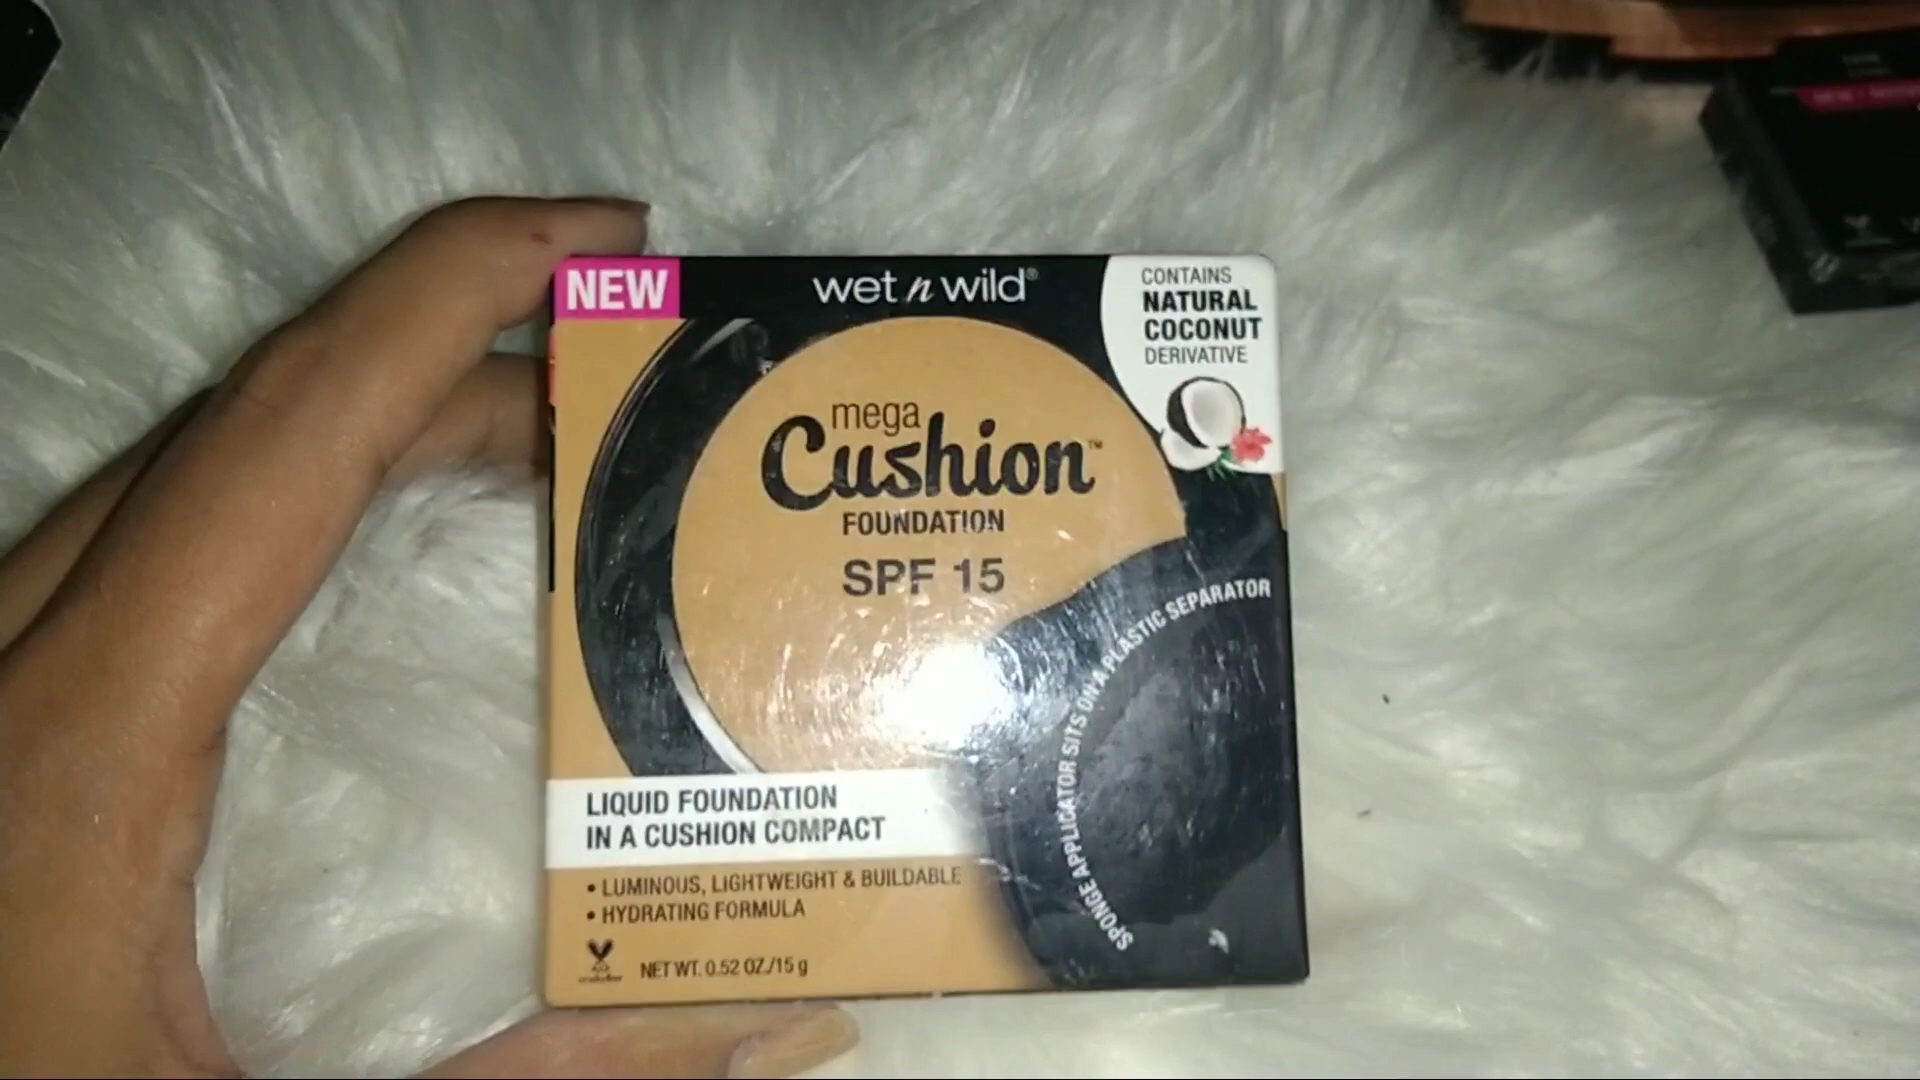 NEW
wet n wild®
CONTAINS
NATURAL
COCONUT
DERIVATIVE
mega
Cushion™
FOUNDATION
SPF 15
SPONGE APPLICATOR SITS ON A PLASTIC SEPARATOR
LIQUID FOUNDATION
IN A CUSHION COMPACT
• LUMINOUS, LIGHTWEIGHT & BUILDABLE
• HYDRATING FORMULA
NET WT. 0.52 OZ./15 g